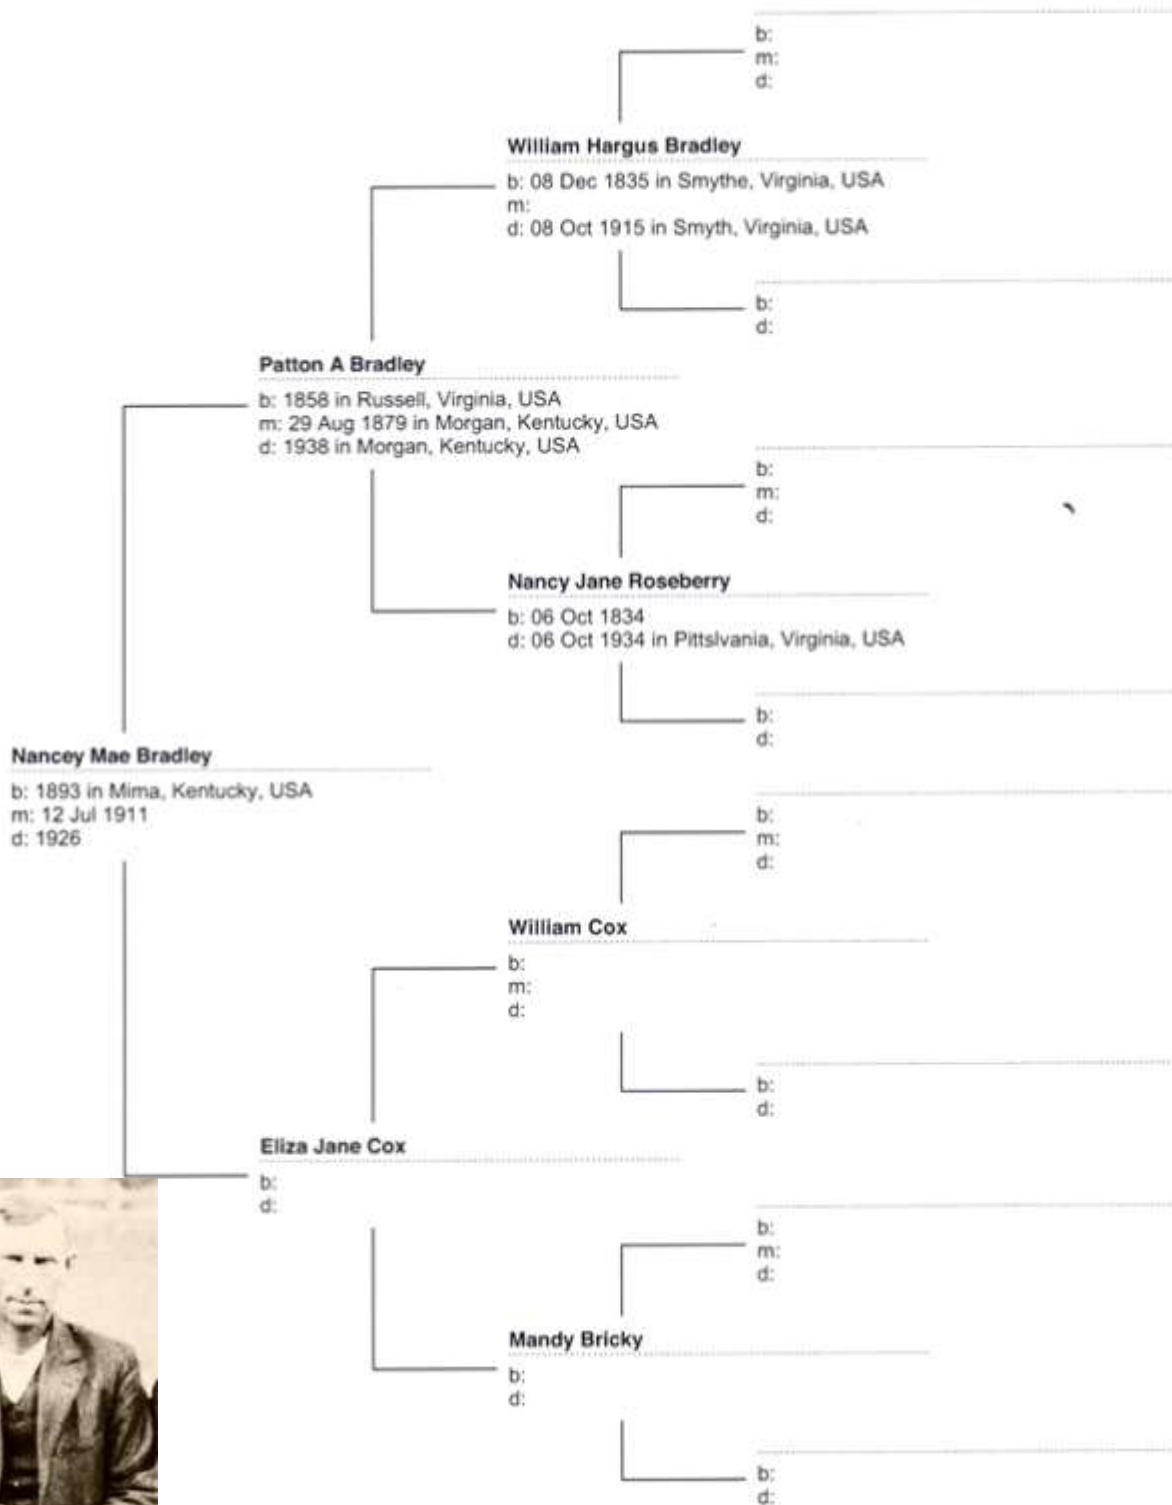 b:
m:
d:
William Hargus Bradley
b: 08 Dec 1835 in Smythe, Virginia, USA
m:
d: 08 Oct 1915 in Smyth, Virginia, USA
b:
d:
Patton A Bradley
b: 1858 in Russell, Virginia, USA
m: 29 Aug 1879 in Morgan, Kentucky, USA
d: 1938 in Morgan, Kentucky, USA
b:
m:
d:
Nancy Jane Roseberry
b: 06 Oct 1834
d: 06 Oct 1934 in Pittslvania, Virginia, USA
b:
d:
Nancey Mae Bradley
b: 1893 in Mima, Kentucky, USA
m: 12 Jul 1911
d: 1926
b:
m:
d:
William Cox
b:
m:
d:
b:
d:
Eliza Jane Cox
b:
d:
b:
m:
d:
Mandy Bricky
b:
d:
b:
d: